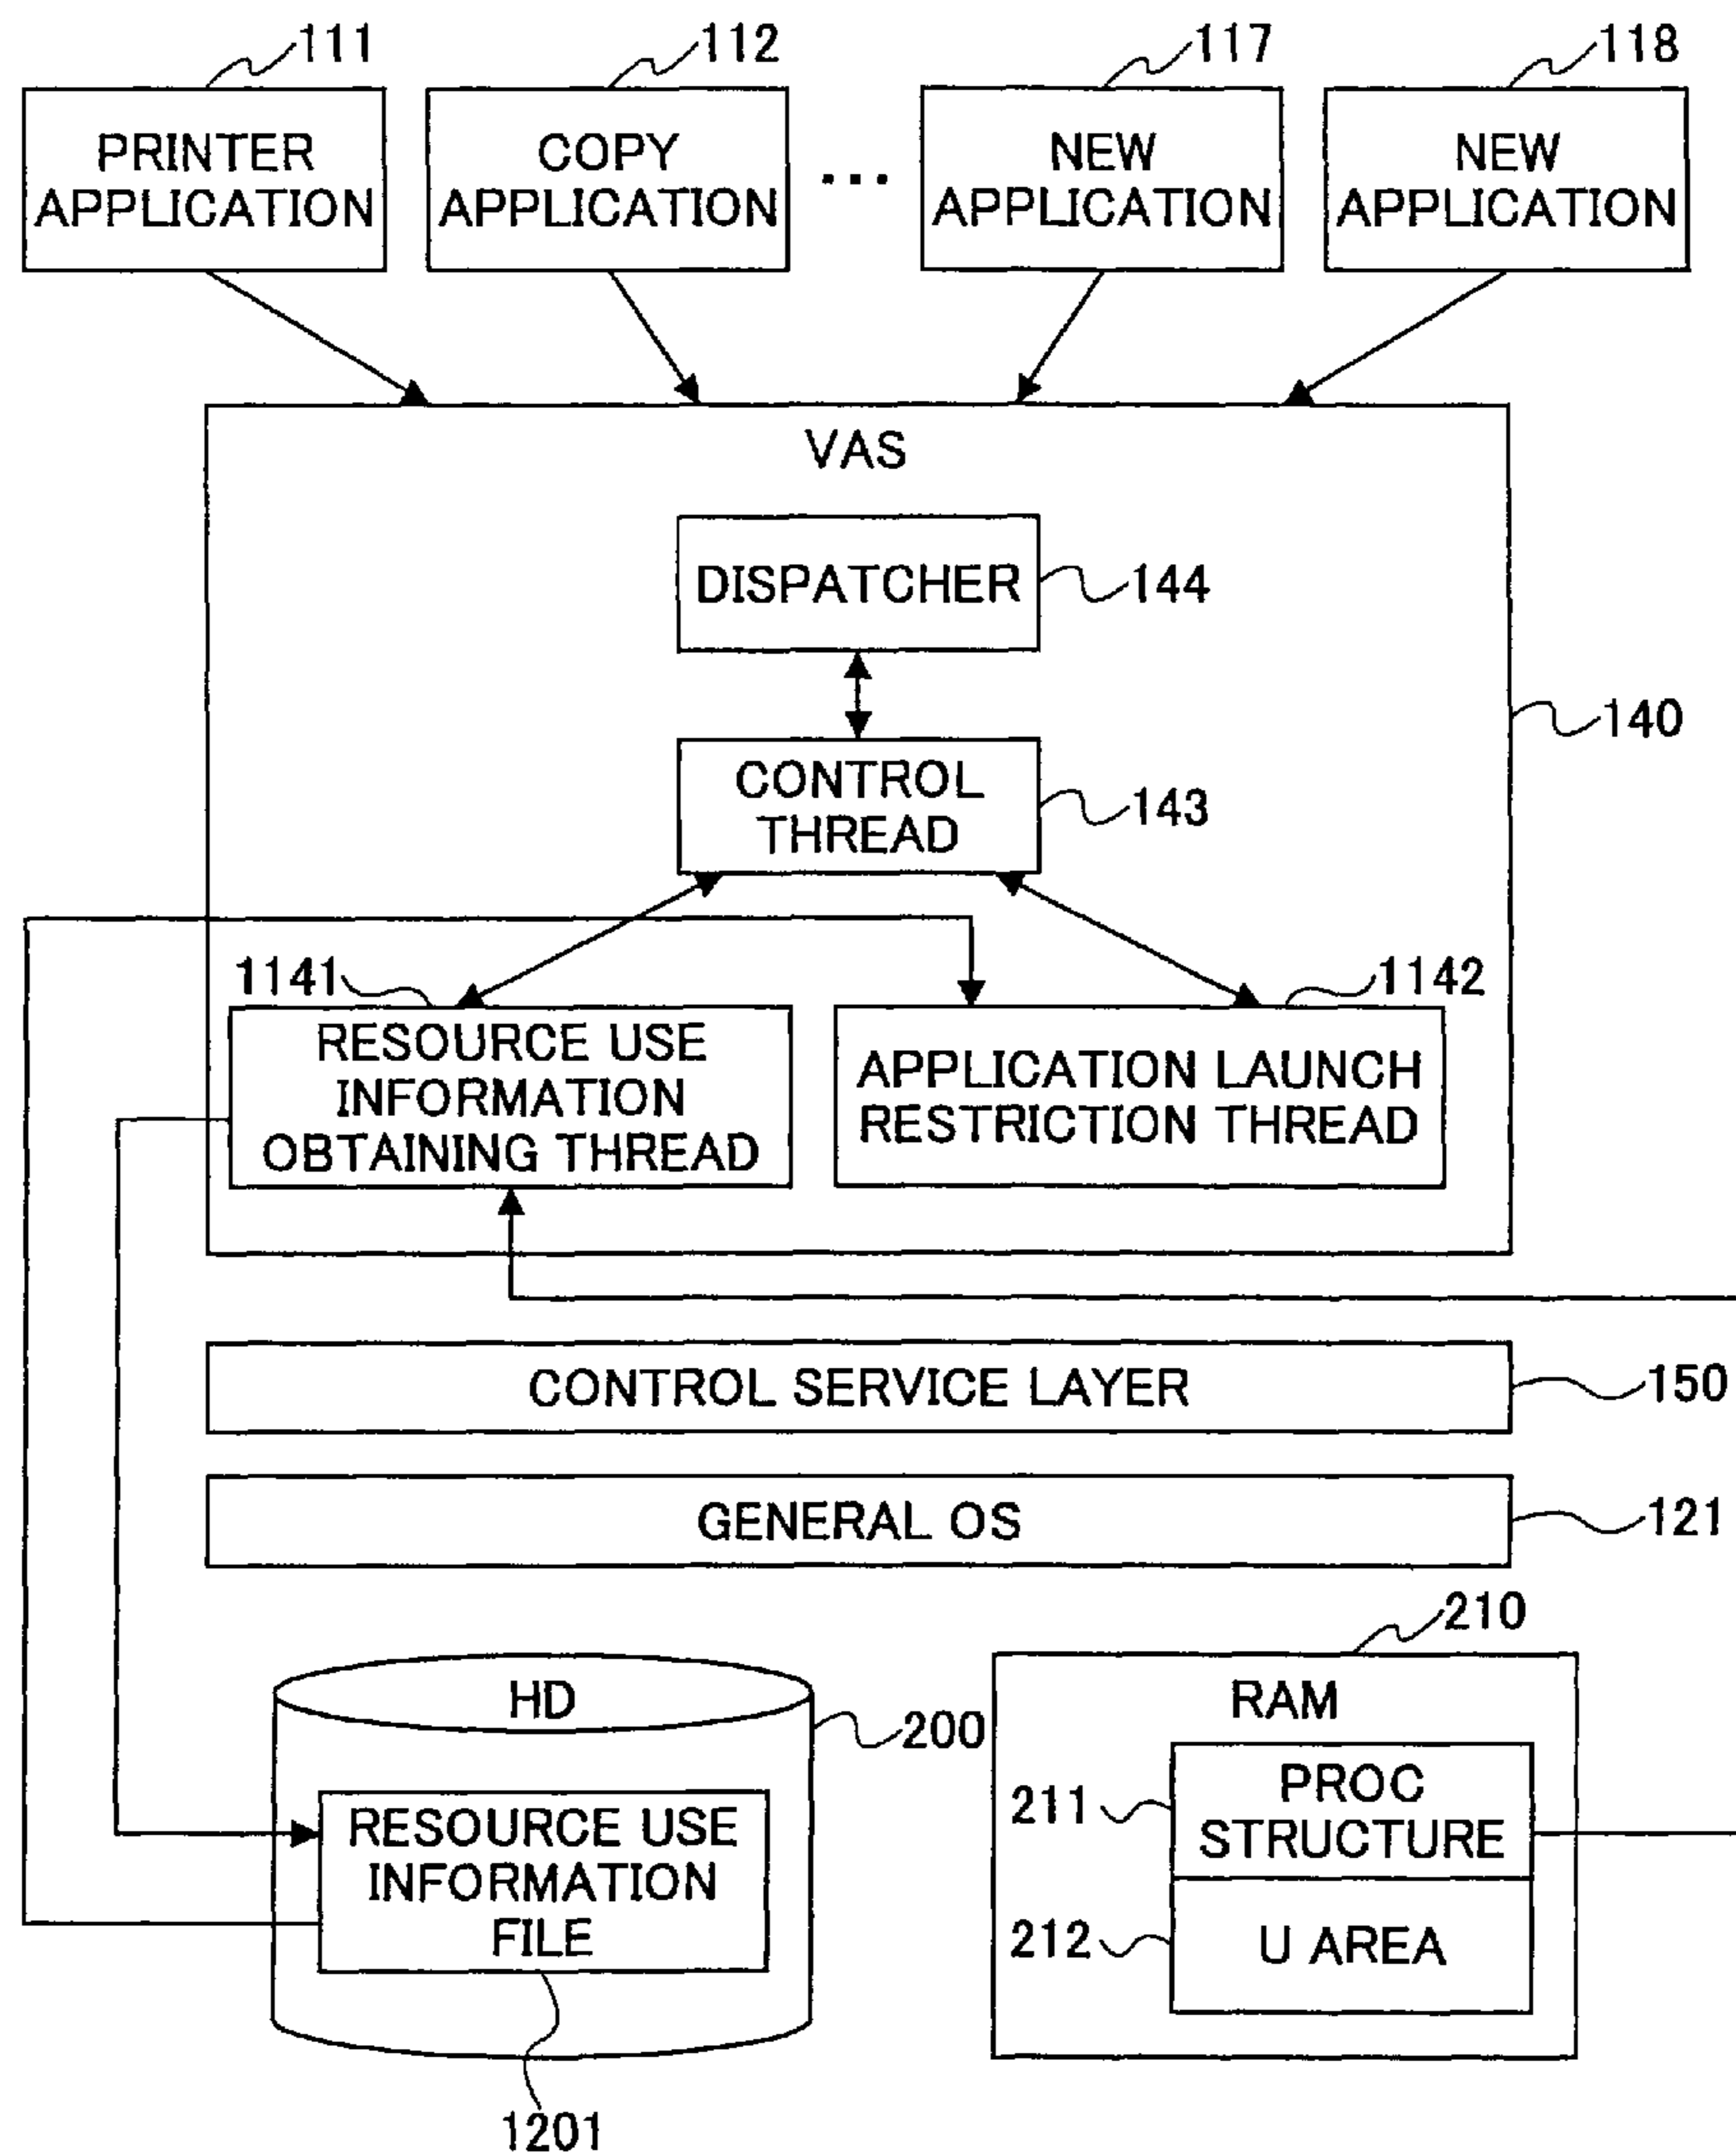 111
112
117
118
PRINTER
APPLICATION
COPY
APPLICATION
...
NEW
APPLICATION
NEW
APPLICATION
VAS
DISPATCHER
144
140
CONTROL
THREAD
143
1141
1142
RESOURCE USE
INFORMATION
OBTAINING THREAD
APPLICATION LAUNCH
RESTRICTION THREAD
CONTROL SERVICE LAYER
150
GENERAL OS
121
210
HD
200
RAM
RESOURCE USE
INFORMATION
FILE
211
PROC
STRUCTURE
212
U AREA
1201